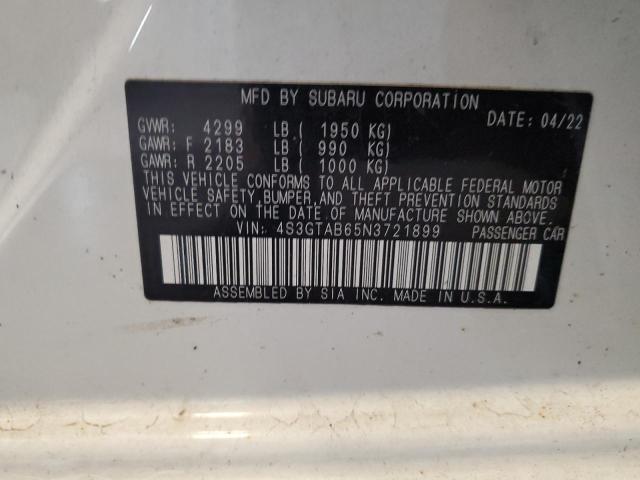 MFD BY SUBARU CORPORATION
DATE: 04/22
GVWR: 4299 LB ( 1950 KG)
GAWR: F 2183 LB ( 990 KG)
GAWR: R 2205 LB ( 1000 KG)
THIS VEHICLE CONFORMS TO ALL APPLICABLE FEDERAL MOTOR
VEHICLE SAFETY, BUMPER, AND THEFT PREVENTION STANDARDS
IN EFFECT ON THE DATE OF MANUFACTURE SHOWN ABOVE.
VIN: 4S3GTAB65N3721899 PASSENGER CAR
ASSEMBLED BY SIA INC. MADE IN U.S.A.